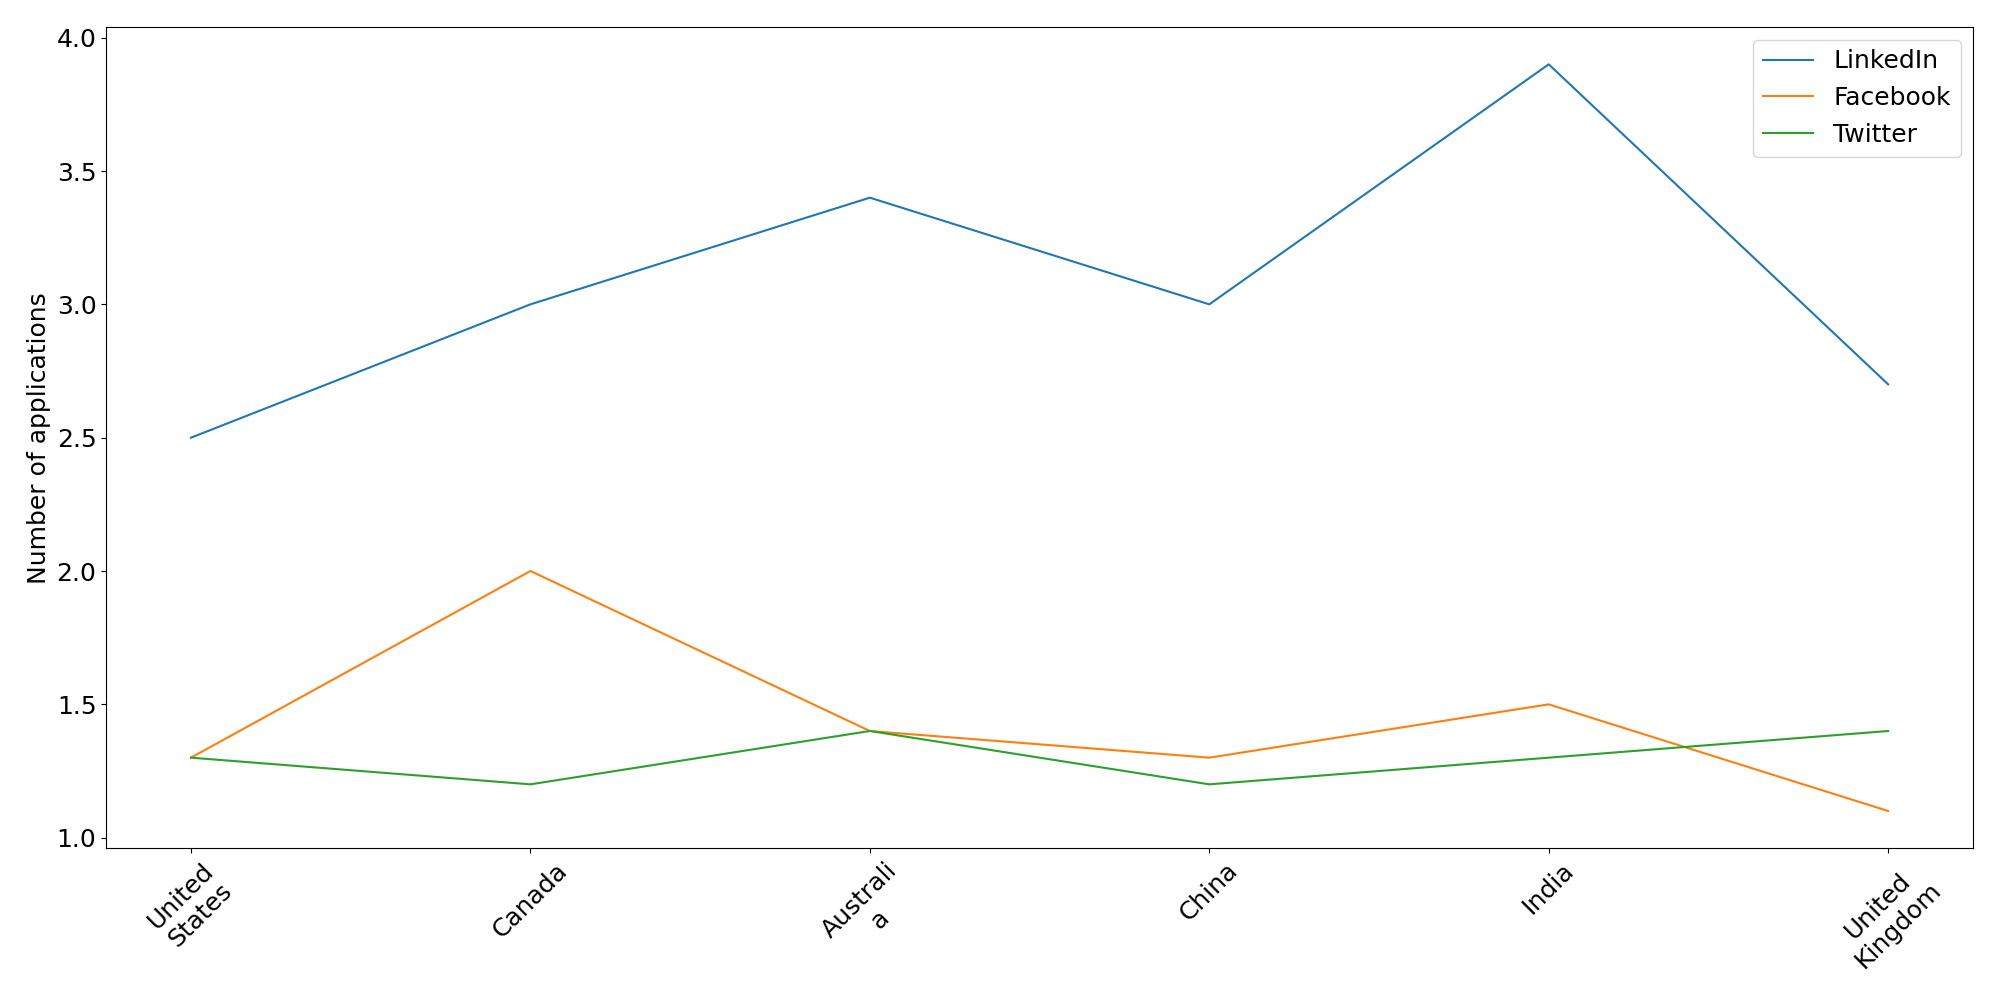 Number of applications
4.0
3.5
3.0
2.5
2.0
1.5
1.0
LinkedIn
Facebook
Twitter
United
States
Canada
Australi
a
China
India
United
Kingdom